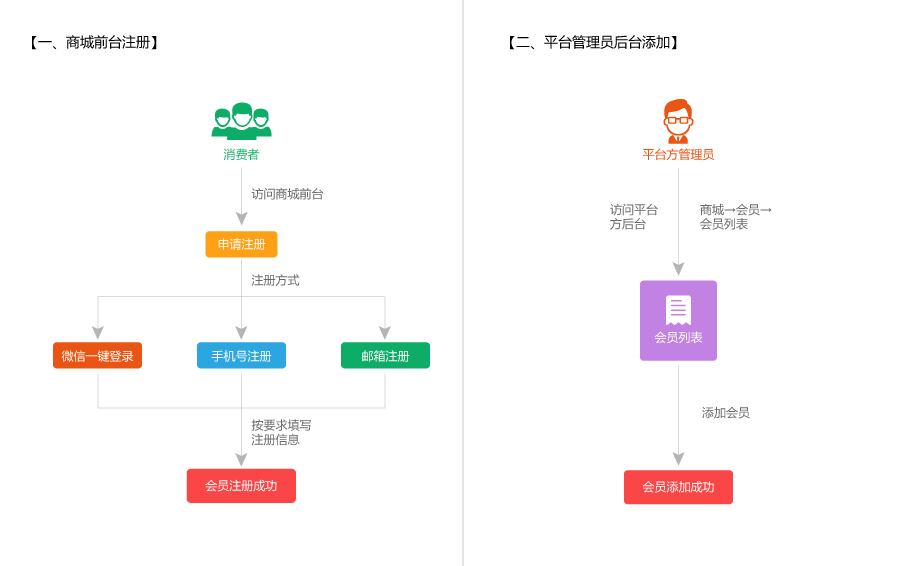 【一、商城前台注册】
消费者
访问商城前台
申请注册
注册方式
微信一键登录
手机号注册
邮箱注册
按要求填写
注册信息
会员注册成功
【二、平台管理员后台添加】
平台方管理员
访问平台
方后台
商城→会员→
会员列表
会员列表
添加会员
会员添加成功